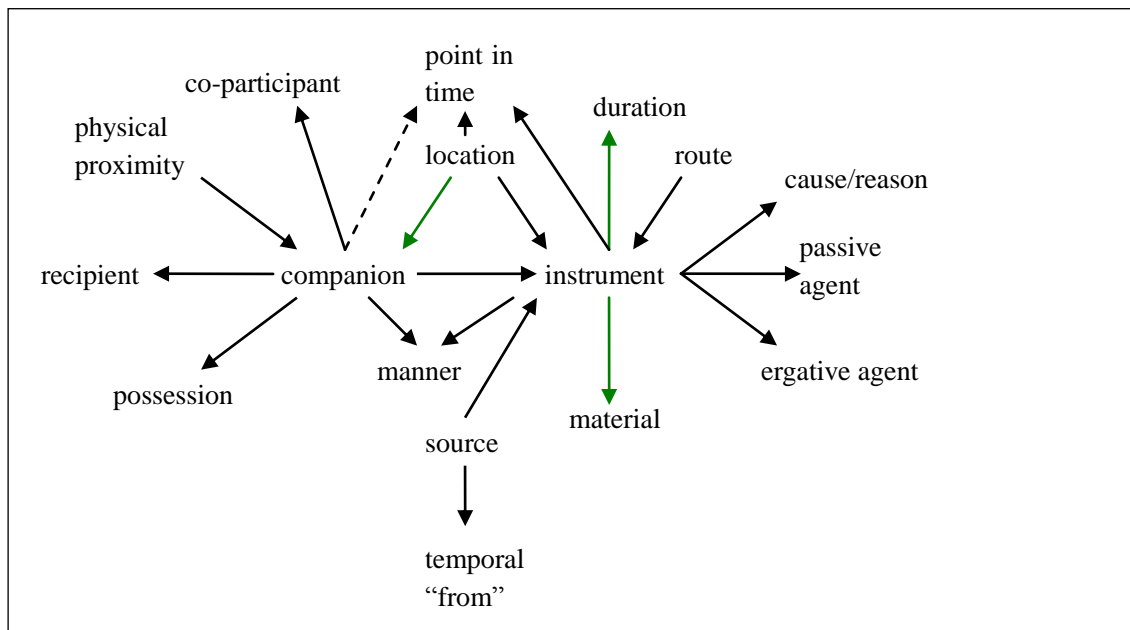 point in
time
co-participant
duration
physical
proximity
location
route
cause/reason
recipient
companion
instrument
passive
agent
manner
ergative agent
possession
material
source
temporal
“from”